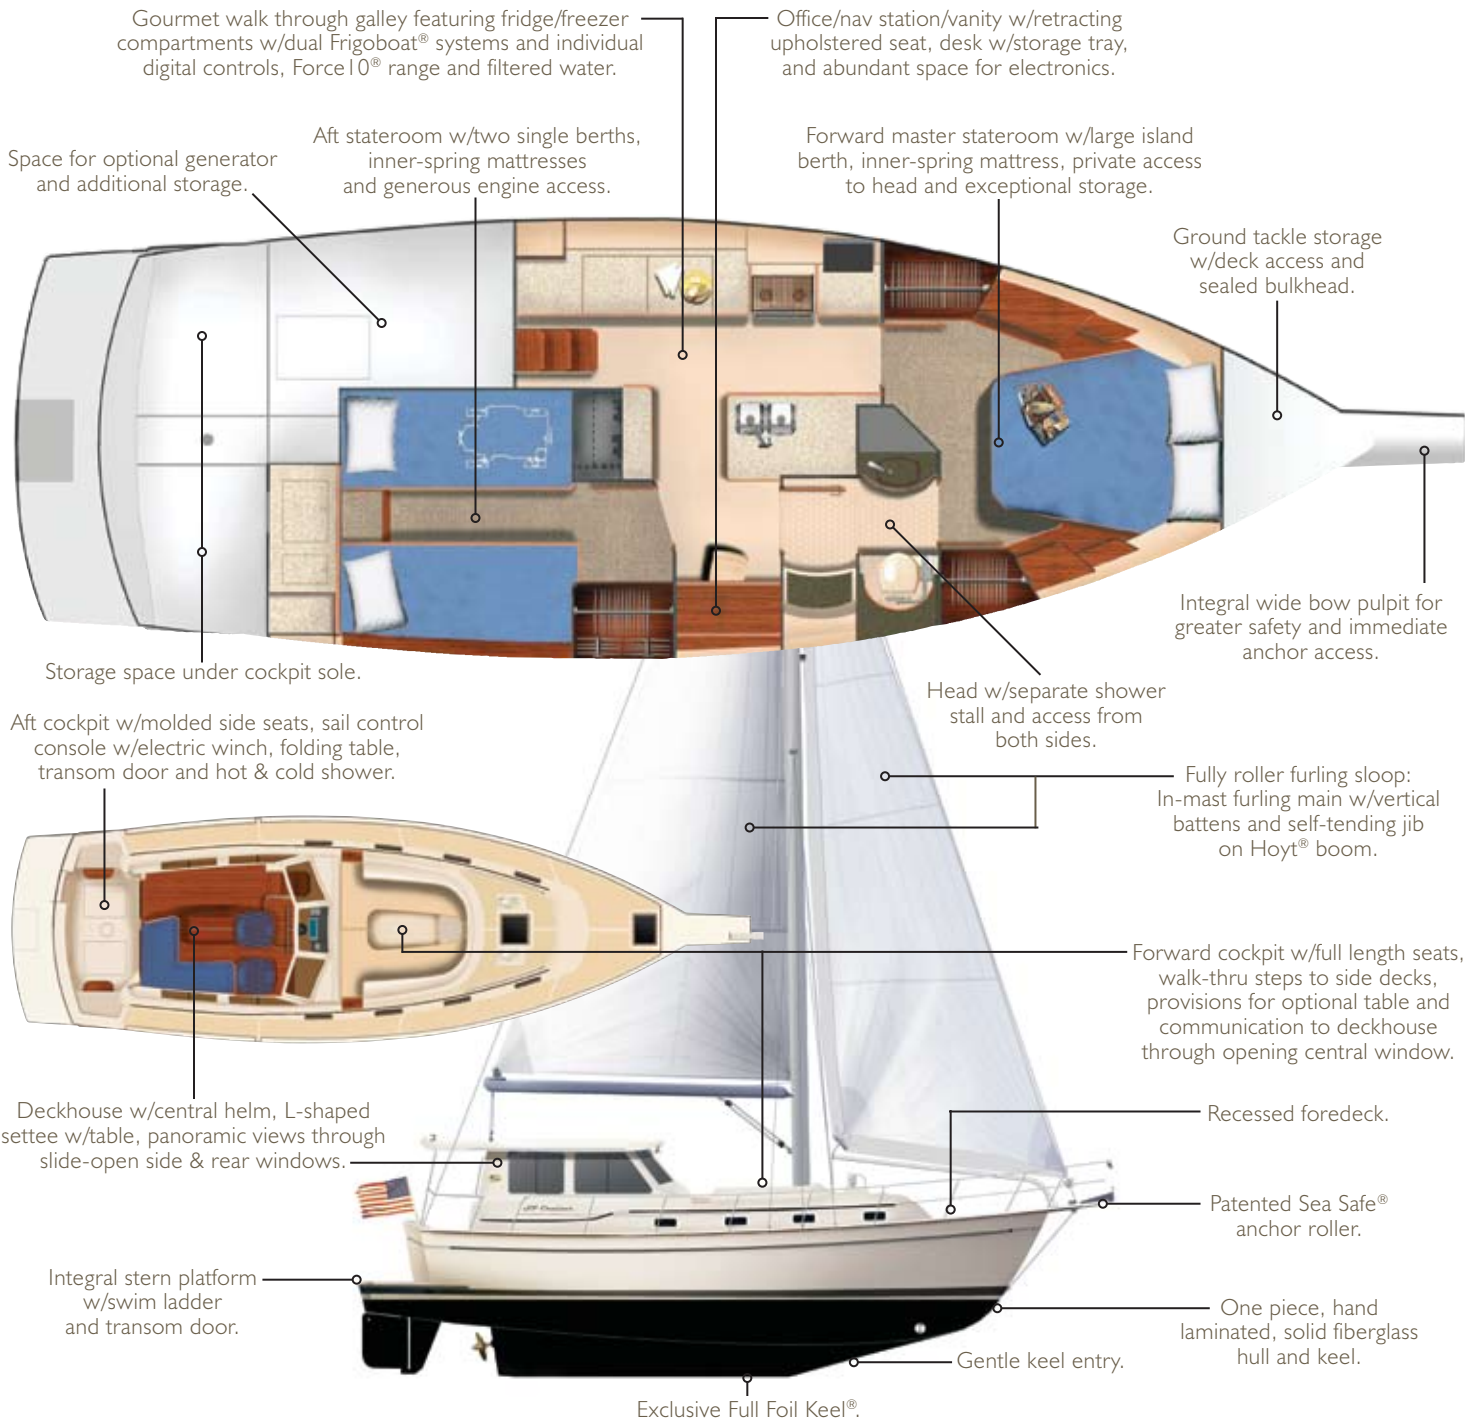 Gourmet walk through galley featuring fridge/freezer
compartments w/dual Frigoboat® systems and individual
digital controls, Force10® range and filtered water.
Office/nav station/vanity w/retracting
upholstered seat, desk w/storage tray,
and abundant space for electronics.
Space for optional generator
and additional storage.
Aft stateroom w/two single berths,
inner-spring mattresses
and generous engine access.
Forward master stateroom w/large island
berth, inner-spring mattress, private access
to head and exceptional storage.
Ground tackle storage
w/deck access and
sealed bulkhead.
Integral wide bow pulpit for
greater safety and immediate
anchor access.
Storage space under cockpit sole.
Head w/separate shower
stall and access from
both sides.
Aft cockpit w/molded side seats, sail control
console w/electric winch, folding table,
transom door and hot & cold shower.
Fully roller furling sloop:
In-mast furling main w/vertical
battens and self-tending jib
on Hoyt® boom.
Forward cockpit w/full length seats,
walk-thru steps to side decks,
provisions for optional table and
communication to deckhouse
through opening central window.
Deckhouse w/central helm, L-shaped
settee w/table, panoramic views through
slide-open side & rear windows.
Recessed foredeck.
Patented Sea Safe®
anchor roller.
Integral stern platform
w/swim ladder
and transom door.
One piece, hand
laminated, solid fiberglass
hull and keel.
Gentle keel entry.
Exclusive Full Foil Keel®.